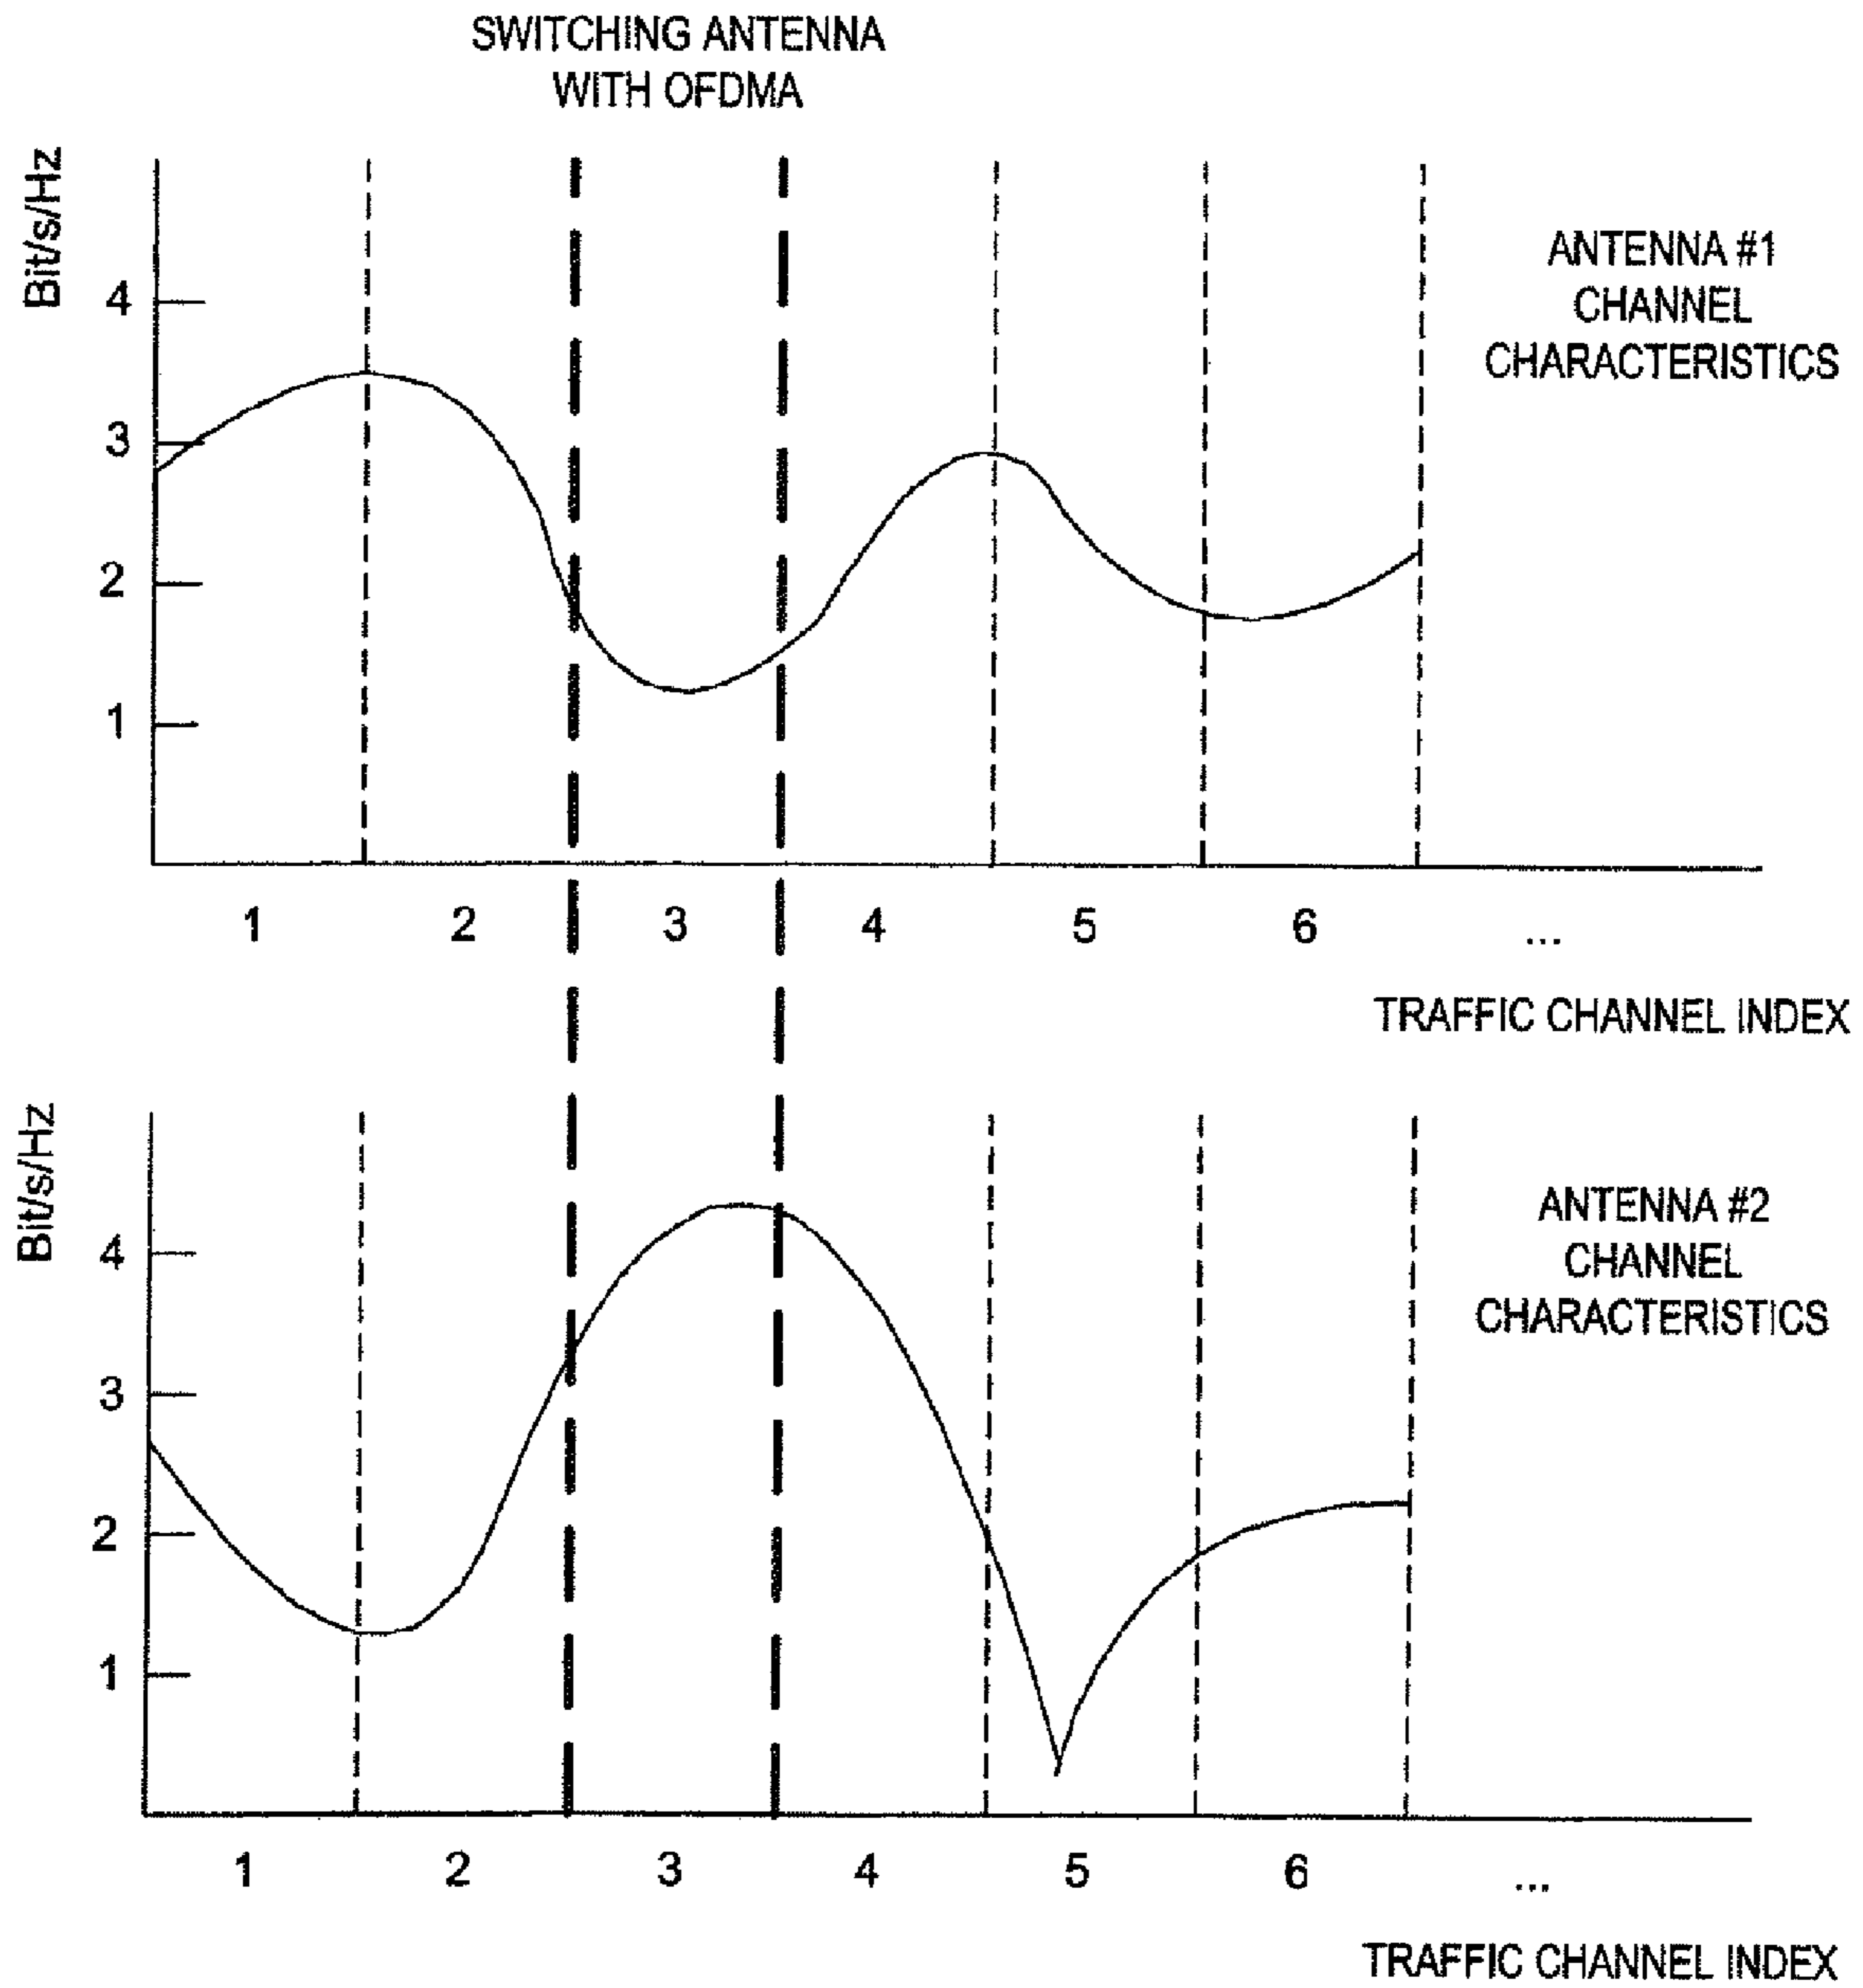 SWITCHING ANTENNA
WITH OFDMA
Bit/s/Hz
4
3
2
1
ANTENNA #1
CHANNEL
CHARACTERISTICS
1 2 3 4 5 6 ...
TRAFFIC CHANNEL INDEX
Bit/s/Hz
4
3
2
1
ANTENNA #2
CHANNEL
CHARACTERISTICS
1 2 3 4 5 6 ...
TRAFFIC CHANNEL INDEX